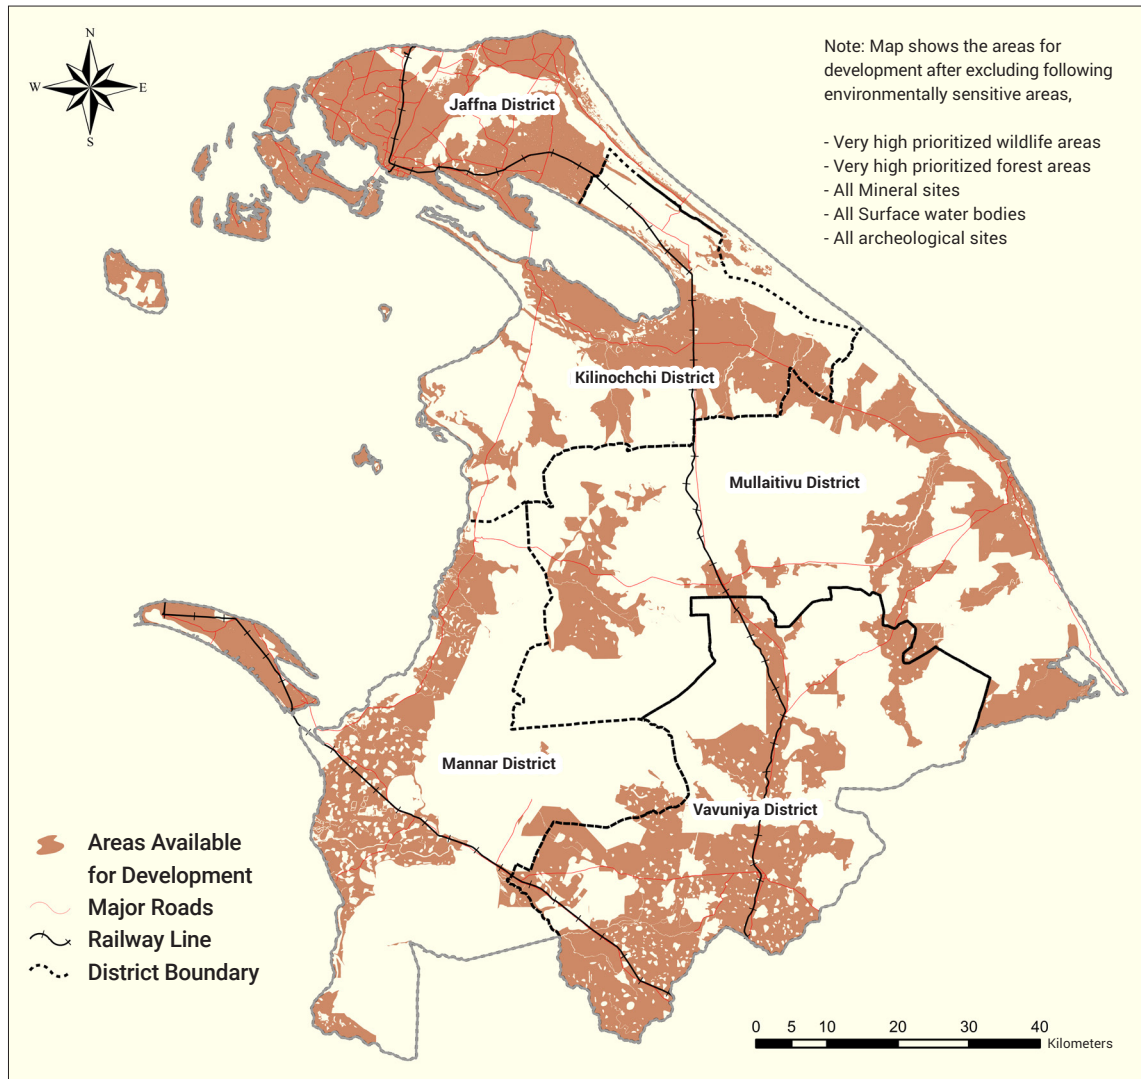 N
W
E
S
Note: Map shows the areas for
development after excluding following
environmentally sensitive areas,
- Very high prioritized wildlife areas
- Very high prioritized forest areas
- All Mineral sites
- All Surface water bodies
- All archeological sites
Jaffna District
Kilinochchi District
Mullaitivu District
Mannar District
Vavuniya District
Areas Available
for Development
Major Roads
Railway Line
District Boundary
0 5 10 20 30 40
Kilometers